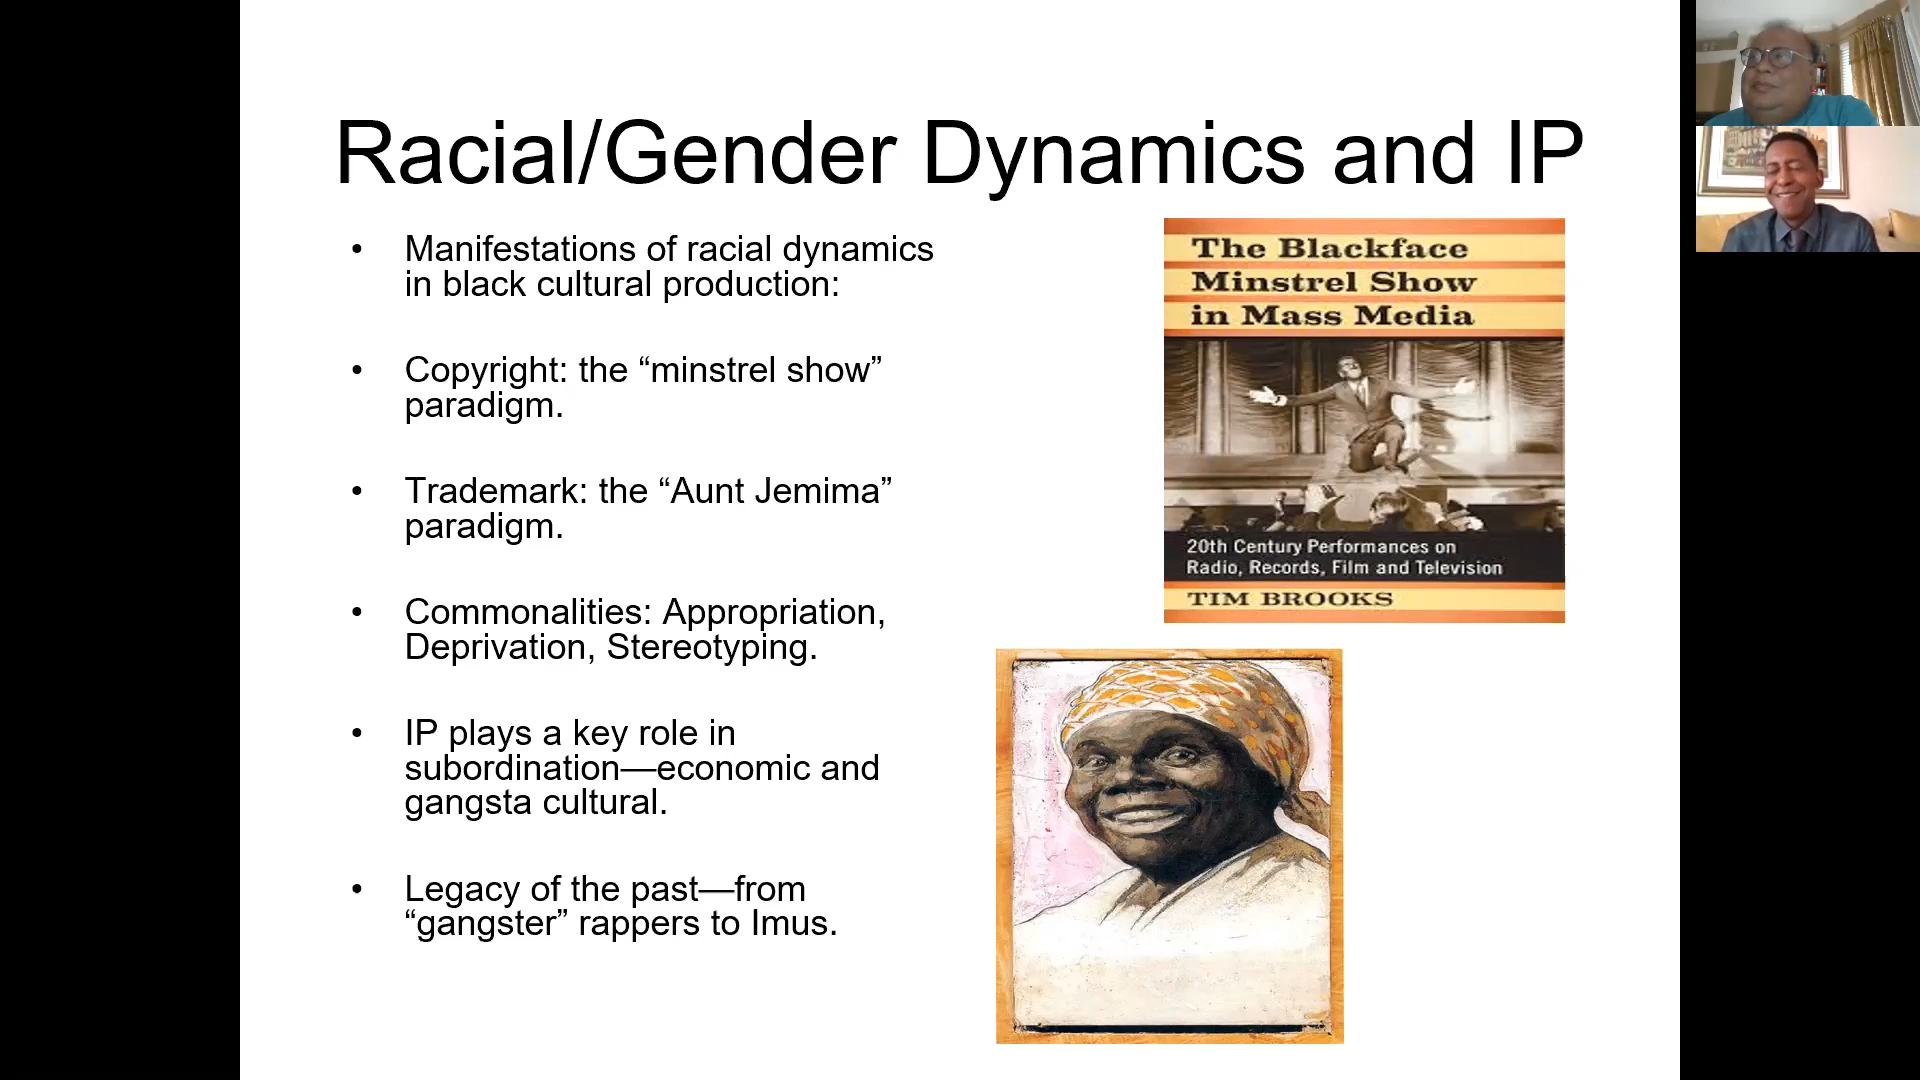 Racial/Gender Dynamics and IP
• Manifestations of racial dynamics
in black cultural production:
• Copyright: the “minstrel show”
paradigm.
• Trademark: the “Aunt Jemima”
paradigm.
• Commonalities: Appropriation,
Deprivation, Stereotyping.
• IP plays a key role in
subordination—economic and
gangsta cultural.
• Legacy of the past—from
“gangster” rappers to Imus.
The Blackface
Minstrel Show
in Mass Media
20th Century Performances on
Radio, Records, Film and Television
TIM BROOKS